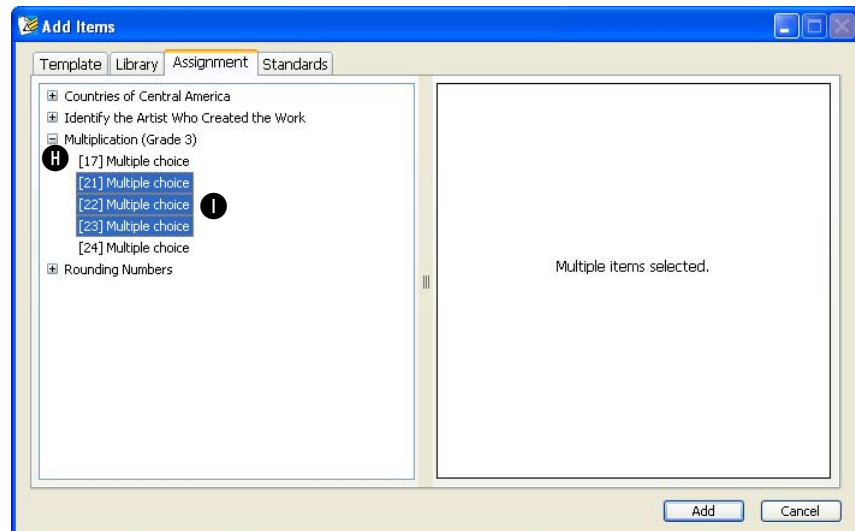 Add Items
Template Library Assignment Standards
Countries of Central America
Identify the Artist Who Created the Work
Multiplication (Grade 3)
H [17] Multiple choice
[21] Multiple choice
[22] Multiple choice I
[23] Multiple choice
[24] Multiple choice
Rounding Numbers
Multiple items selected.
Add Cancel